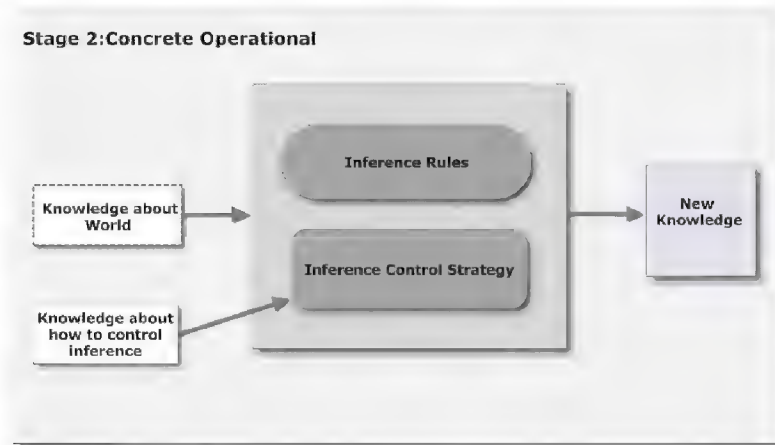 Stage 2:Concrete Operational
Inference Rules
Knowledge about
World
New
Knowledge
Inference Control Strategy
Knowledge about
how to control
inference